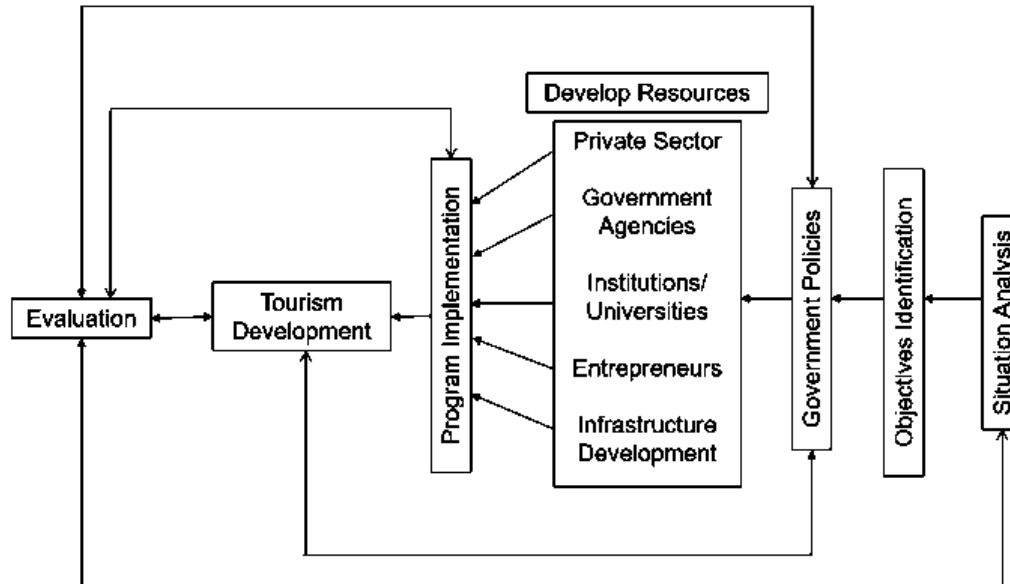 Develop Resources
Private Sector
Government
Agencies
Institutions/
Universities
Entrepreneurs
Infrastructure
Development
Evaluation
Tourism
Development
Program Implementation
Government Policies
Objectives Identification
Situation Analysis